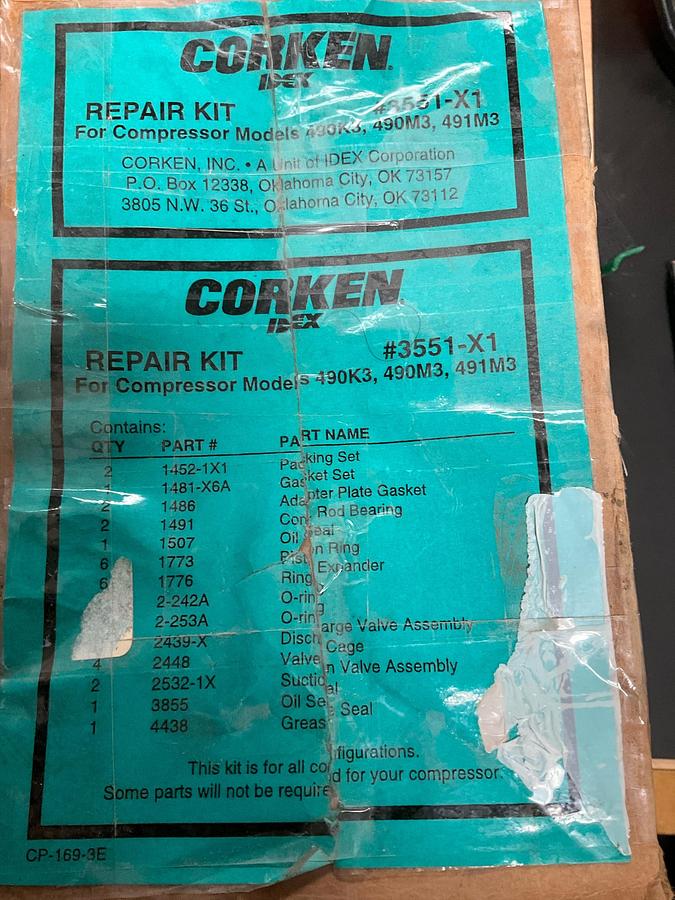 CORKEN
IDEX
REPAIR KIT #3551-X1
For Compressor Models 490K3, 490M3, 491M3
CORKEN, INC. • A Unit of IDEX Corporation
P.O. Box 12338, Oklahoma City, OK 73157
3805 N.W. 36 St., Oklahoma City, OK 73112
CORKEN
IDEX
REPAIR KIT #3551-X1
For Compressor Models 490K3, 490M3, 491M3
Contains:
QTY PART # PART NAME
2 1452-1X1 Packing Set
1481-X6A Gasket Set
2 1486 Adapter Plate Gasket
2 1491 Con. Rod Bearing
1 1507 Oil Seal
6 1773 Piston Ring
6 1776 Ring Expander
2-242A O-ring
2-253A O-ring
2439-X Discharge Valve Assembly
4 2448 Valve Cage
2 2532-1X Suction Valve Assembly
1 3855 Oil Seal
1 4438 Grease Seal
This kit is for all configurations.
Some parts will not be required for your compressor.
CP-169-3E